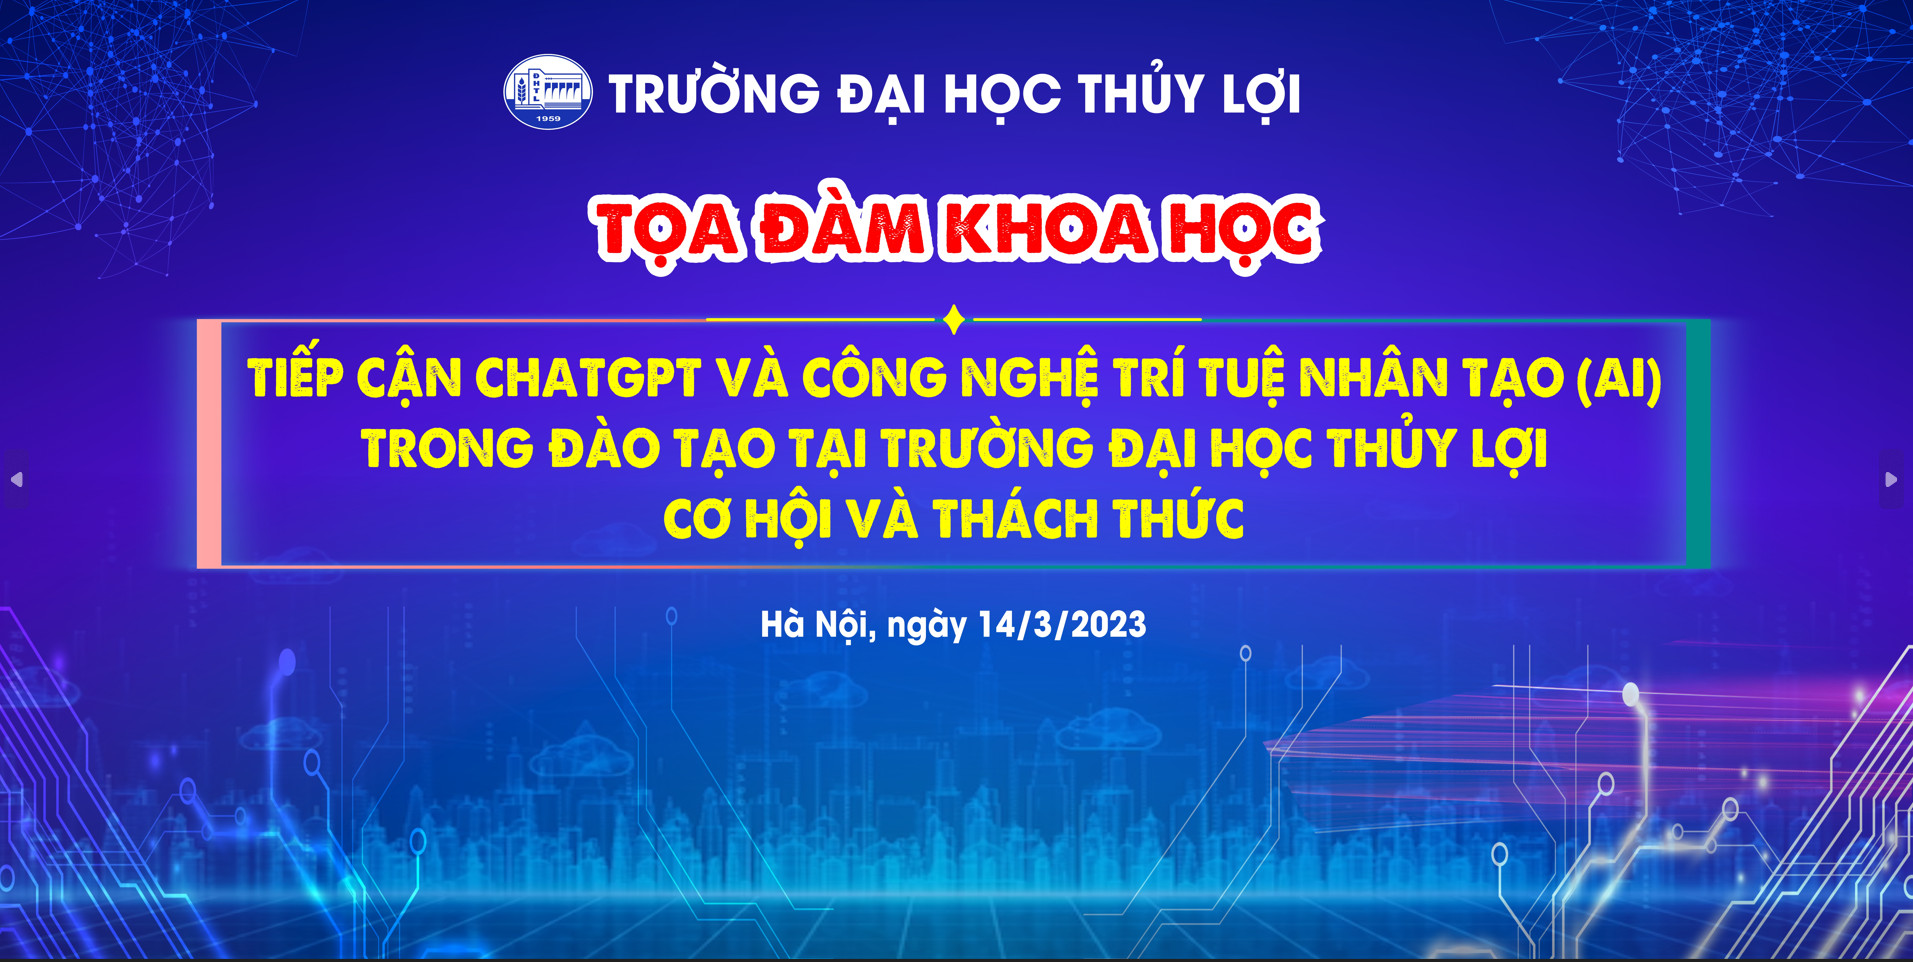 ĐHTL
1959
TRƯỜNG ĐẠI HỌC THỦY LỢI
TỌA ĐÀM KHOA HỌC
TIẾP CẬN CHATGPT VÀ CÔNG NGHỆ TRÍ TUỆ NHÂN TẠO (AI)
TRONG ĐÀO TẠO TẠI TRƯỜNG ĐẠI HỌC THỦY LỢI
CƠ HỘI VÀ THÁCH THỨC
Hà Nội, ngày 14/3/2023